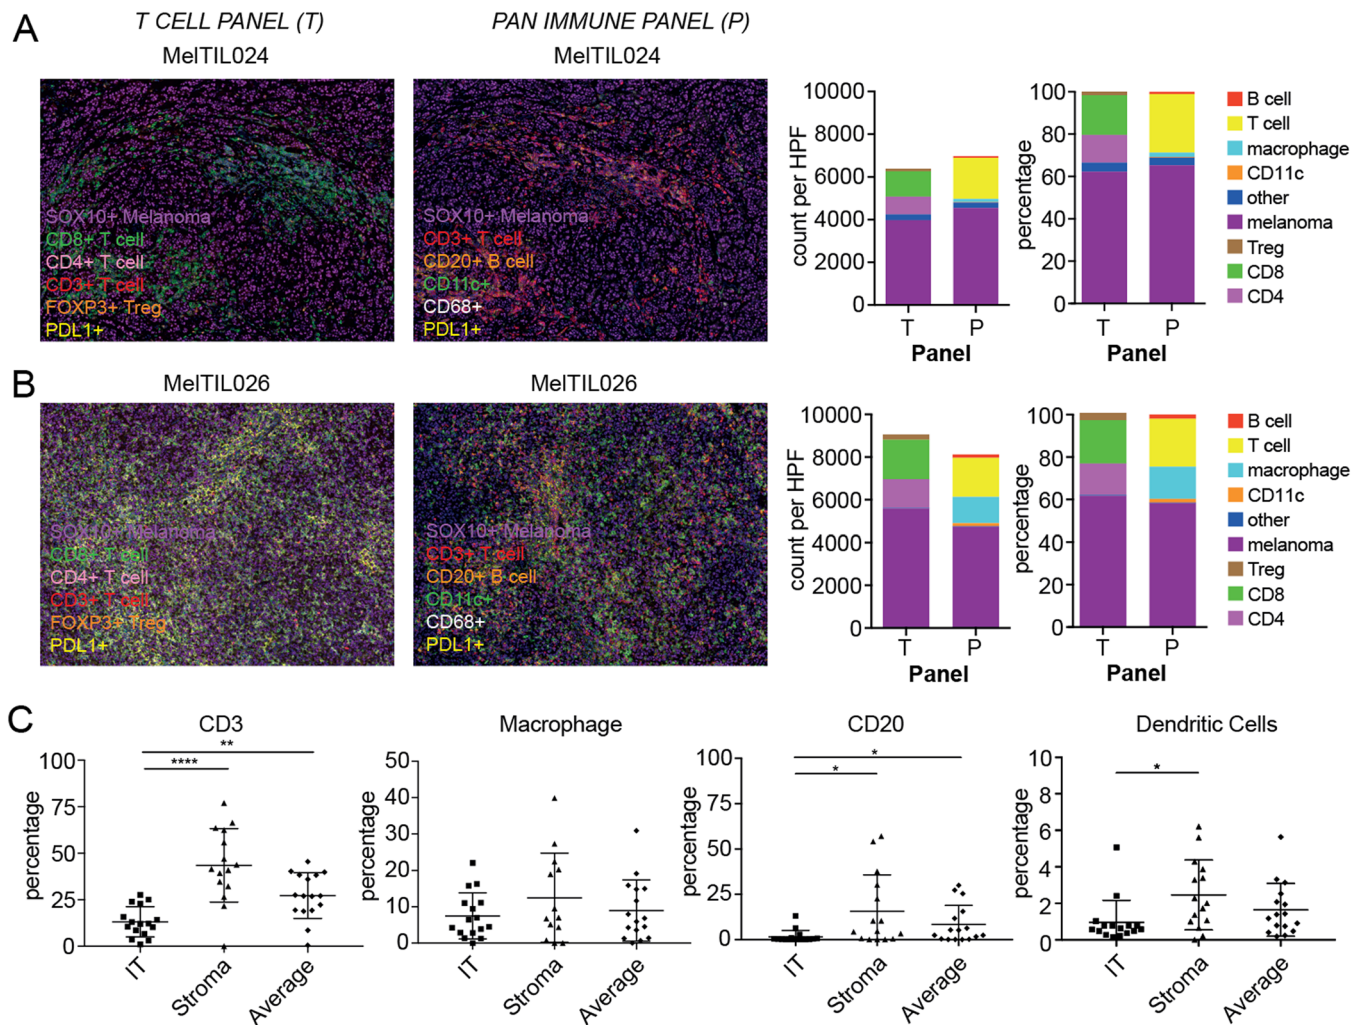 A
T CELL PANEL (T)
PAN IMMUNE PANEL (P)
MelTIL024
MelTIL024
SOX10+ Melanoma
CD8+ T cell
CD4+ T cell
CD3+ T cell
FOXP3+ Treg
PDL1+
SOX10+ Melanoma
CD3+ T cell
CD20+ B cell
CD11c+
CD68+
PDL1+
count per HPF
10000
8000
6000
4000
2000
0
T P
Panel
percentage
100
80
60
40
20
0
T P
Panel
B cell
T cell
macrophage
CD11c
other
melanoma
Treg
CD8
CD4
B
MelTIL026
MelTIL026
SOX10+ Melanoma
CD8+ T cell
CD4+ T cell
CD3+ T cell
FOXP3+ Treg
PDL1+
SOX10+ Melanoma
CD3+ T cell
CD20+ B cell
CD11c+
CD68+
PDL1+
count per HPF
10000
8000
6000
4000
2000
0
T P
Panel
percentage
100
80
60
40
20
0
T P
Panel
B cell
T cell
macrophage
CD11c
other
melanoma
Treg
CD8
CD4
C
CD3
percentage
100
75
50
25
0
**
****
IT
Stroma
Average
Macrophage
percentage
50
40
30
20
10
0
IT
Stroma
Average
CD20
percentage
100
75
50
25
0
*
*
IT
Stroma
Average
Dendritic Cells
percentage
10
8
6
4
2
0
*
IT
Stroma
Average